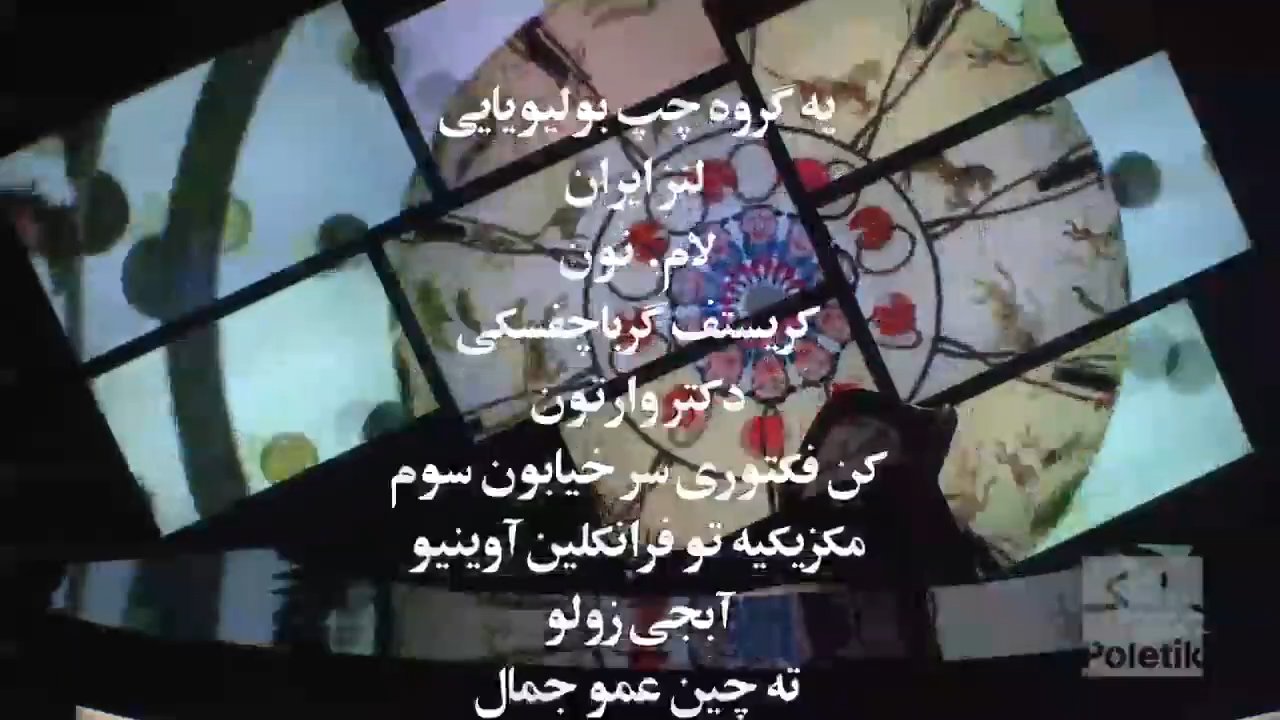 یه گروه چپ بولیویایی
لتر ایران
لام. نون
کریستف گرباچفسکی
دکتر وارتون
کن فکتوری سر خیابون سوم
مکزیکیه تو فرانکلین آوینیو
آبجی زولو
ته چین عمو جمال
Poletik